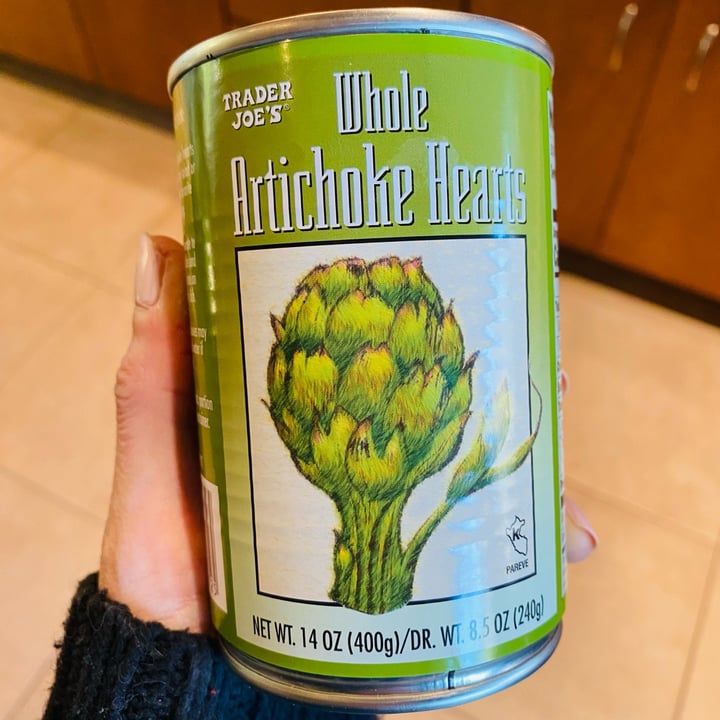 TRADER
JOE'S®
Whole
Artichoke Hearts
K
PAREVE
NET WT. 14 OZ (400g)/DR. WT. 8.5 OZ (240g)